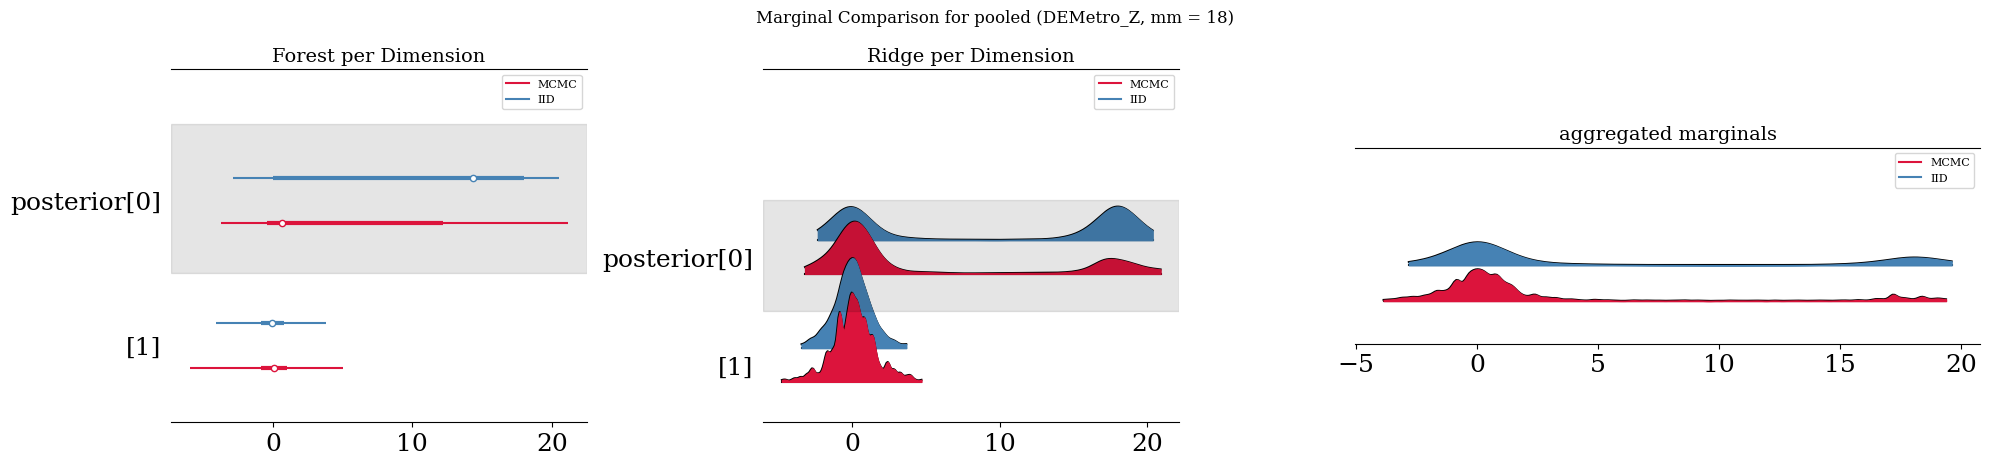 Marginal Comparison for pooled (DEMetro_Z, mm = 18)
Forest per Dimension
MCMC
IID
posterior[0]
[1]
0 10 20
Ridge per Dimension
MCMC
IID
posterior[0]
[1]
0 10 20
aggregated marginals
MCMC
IID
−5 0 5 10 15 20